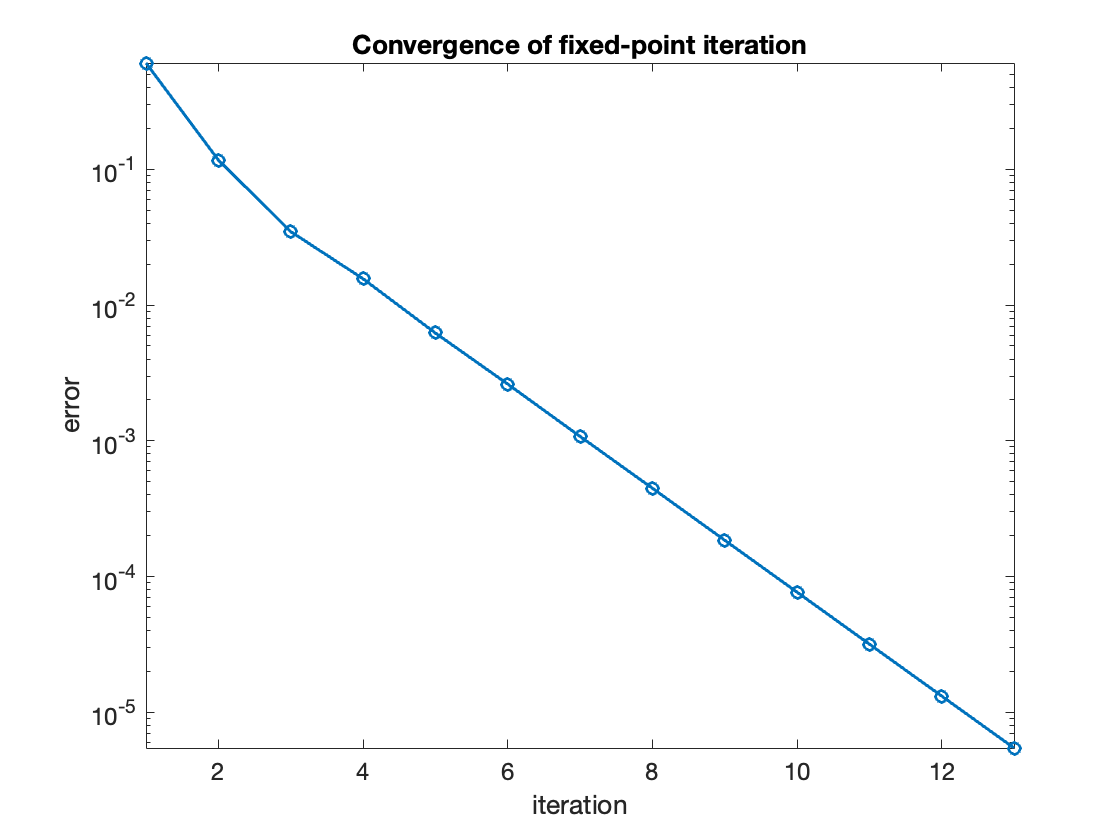 Convergence of fixed-point iteration
10^-1
10^-2
10^-3
10^-4
10^-5
error
2 4 6 8 10 12
iteration